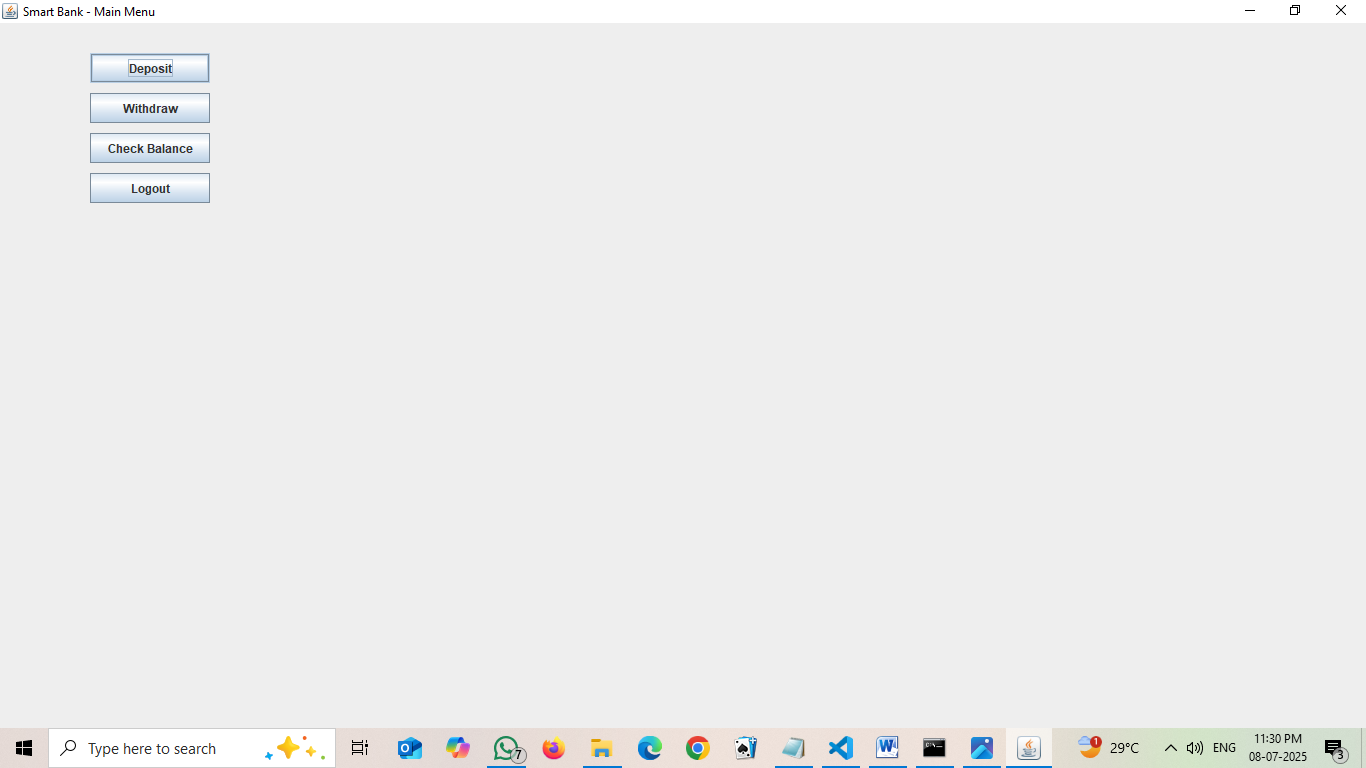 Smart Bank - Main Menu
Deposit
Withdraw
Check Balance
Logout
Type here to search
7
1
29°C
ENG
11:30 PM
08-07-2025
3